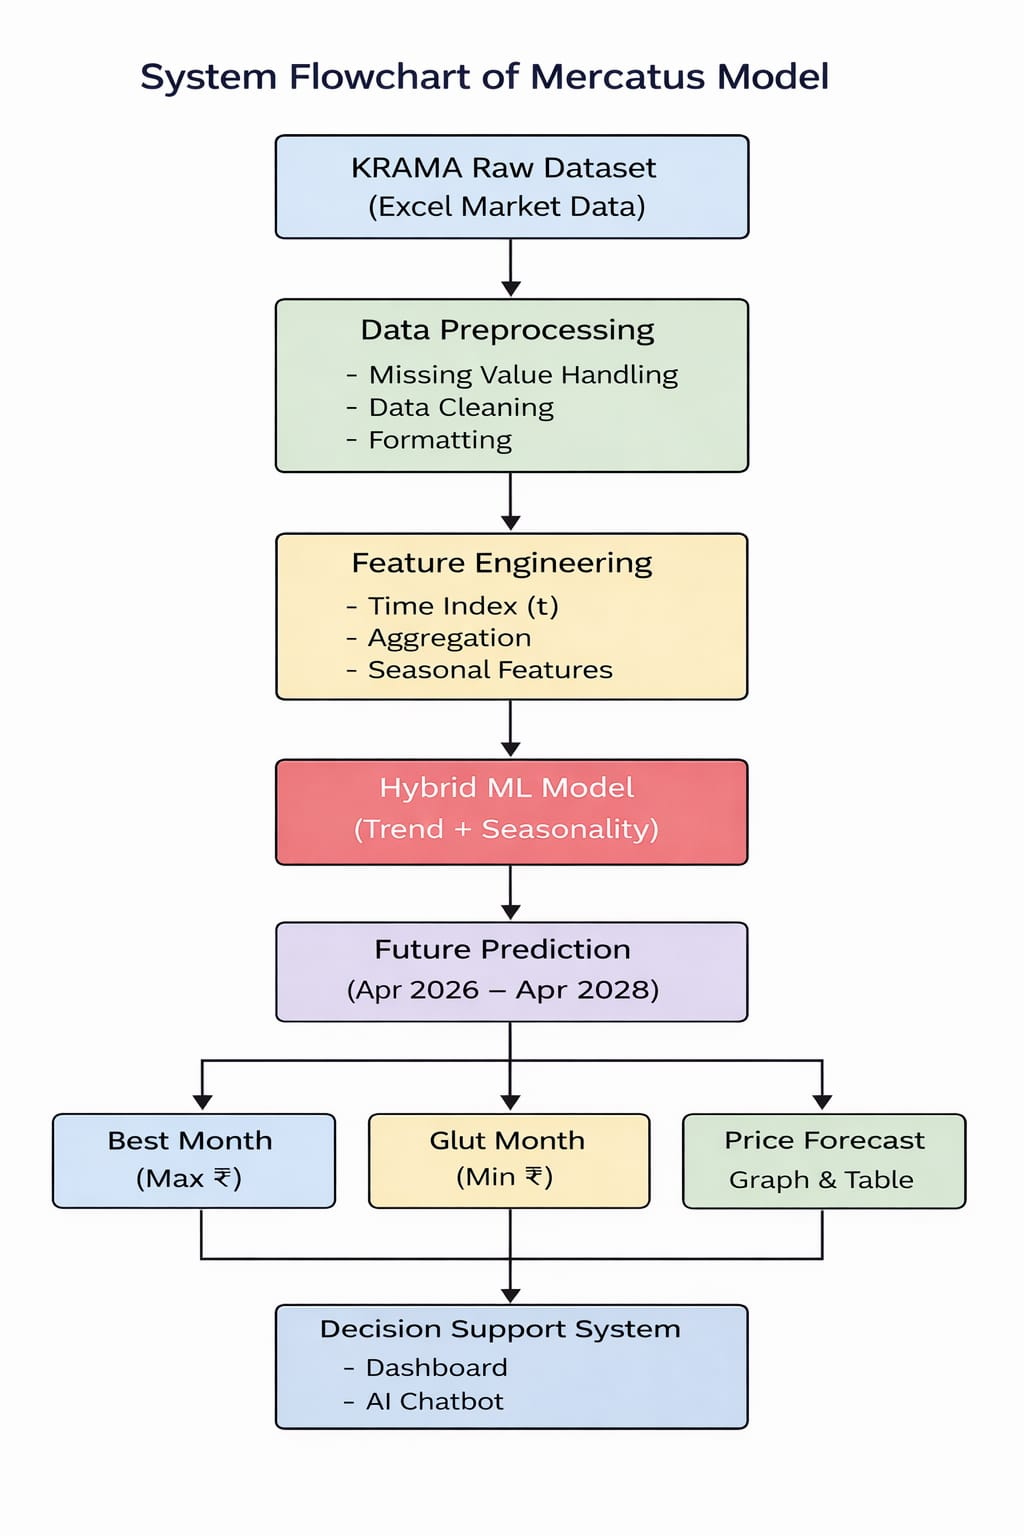 System Flowchart of Mercatus Model
KRAMA Raw Dataset
(Excel Market Data)
Data Preprocessing
- Missing Value Handling
- Data Cleaning
- Formatting
Feature Engineering
- Time Index (t)
- Aggregation
- Seasonal Features
Hybrid ML Model
(Trend + Seasonality)
Future Prediction
(Apr 2026 – Apr 2028)
Best Month
(Max ₹)
Glut Month
(Min ₹)
Price Forecast
Graph & Table
Decision Support System
- Dashboard
- AI Chatbot